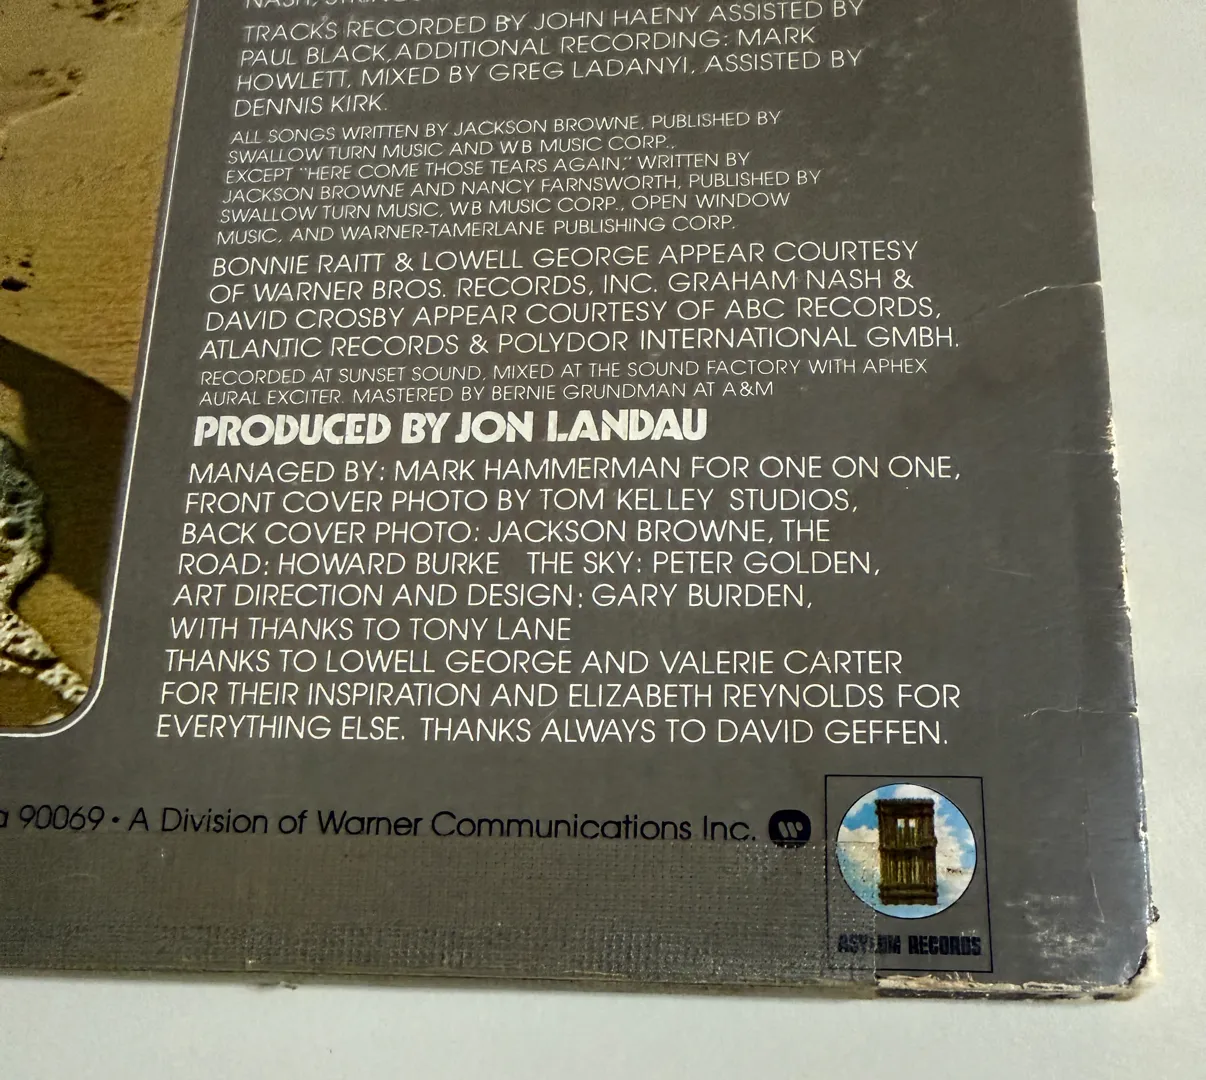 NASH, STRINGS
TRACKS RECORDED BY JOHN HAENY ASSISTED BY
PAUL BLACK, ADDITIONAL RECORDING: MARK
HOWLETT, MIXED BY GREG LADANYI, ASSISTED BY
DENNIS KIRK.
ALL SONGS WRITTEN BY JACKSON BROWNE, PUBLISHED BY
SWALLOW TURN MUSIC AND WB MUSIC CORP.,
EXCEPT "HERE COME THOSE TEARS AGAIN," WRITTEN BY
JACKSON BROWNE AND NANCY FARNSWORTH, PUBLISHED BY
SWALLOW TURN MUSIC, WB MUSIC CORP., OPEN WINDOW
MUSIC, AND WARNER-TAMERLANE PUBLISHING CORP.
BONNIE RAITT & LOWELL GEORGE APPEAR COURTESY
OF WARNER BROS. RECORDS, INC. GRAHAM NASH &
DAVID CROSBY APPEAR COURTESY OF ABC RECORDS,
ATLANTIC RECORDS & POLYDOR INTERNATIONAL GMBH.
RECORDED AT SUNSET SOUND, MIXED AT THE SOUND FACTORY WITH APHEX
AURAL EXCITER. MASTERED BY BERNIE GRUNDMAN AT A&M
PRODUCED BY JON LANDAU
MANAGED BY: MARK HAMMERMAN FOR ONE ON ONE,
FRONT COVER PHOTO BY TOM KELLEY STUDIOS,
BACK COVER PHOTO: JACKSON BROWNE, THE
ROAD: HOWARD BURKE THE SKY: PETER GOLDEN,
ART DIRECTION AND DESIGN: GARY BURDEN,
WITH THANKS TO TONY LANE
THANKS TO LOWELL GEORGE AND VALERIE CARTER
FOR THEIR INSPIRATION AND ELIZABETH REYNOLDS FOR
EVERYTHING ELSE. THANKS ALWAYS TO DAVID GEFFEN.
a 90069 • A Division of Warner Communications Inc.
ASYLUM RECORDS